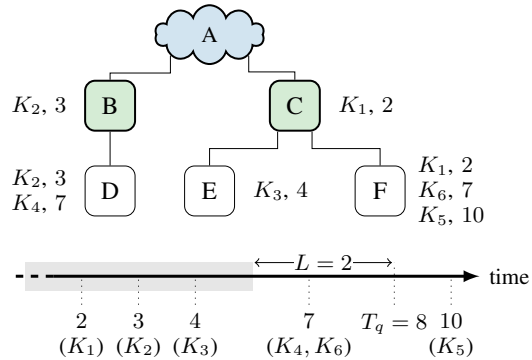 A
K₂, 3
B
C
K₁, 2
K₂, 3
K₄, 7
D
E
K₃, 4
F
K₁, 2
K₆, 7
K₅, 10
L = 2
time
2 3 4 7 T_q = 8 10
(K₁) (K₂) (K₃) (K₄, K₆) (K₅)